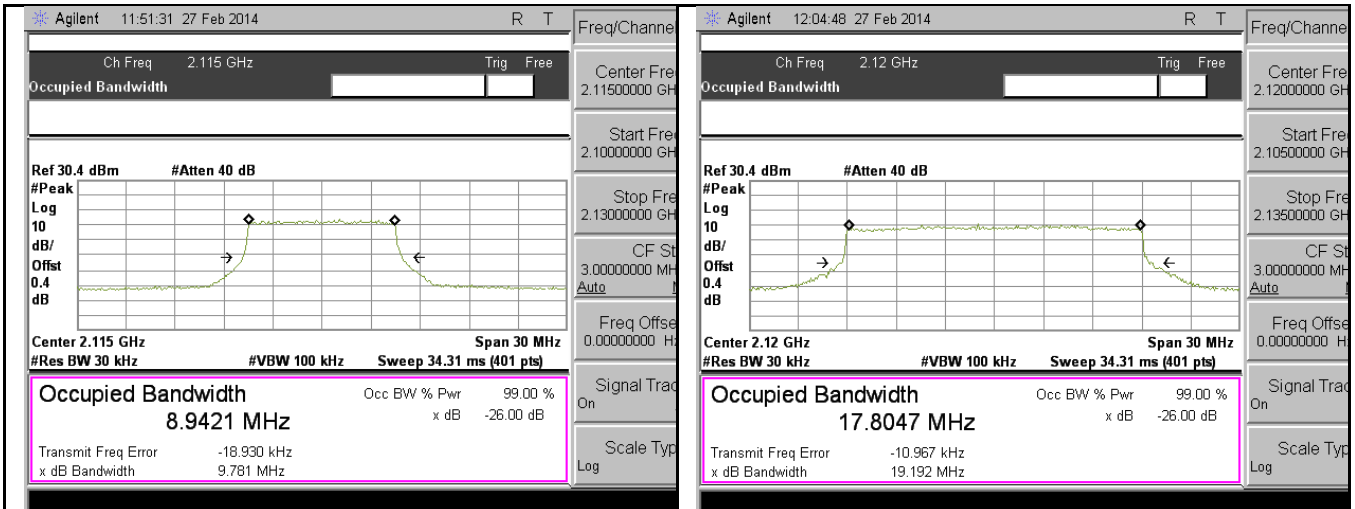 Agilent 11:51:31 27 Feb 2014 R T
Freq/Channel
Ch Freq 2.115 GHz Trig Free
Occupied Bandwidth
Center Fre
2.11500000 GH
Start Fre
2.10000000 GH
Stop Fre
2.13000000 GH
CF St
3.00000000 MH
Auto
Freq Offse
0.00000000 Hz
Signal Trac
On
Scale Typ
Log
Ref 30.4 dBm #Atten 40 dB
#Peak
Log
10
dB/
Offst
0.4
dB
Center 2.115 GHz Span 30 MHz
#Res BW 30 kHz #VBW 100 kHz Sweep 34.31 ms (401 pts)
Occupied Bandwidth Occ BW % Pwr 99.00 %
8.9421 MHz x dB -26.00 dB
Transmit Freq Error -18.930 kHz
x dB Bandwidth 9.781 MHz
Agilent 12:04:48 27 Feb 2014 R T
Freq/Channe
Ch Freq 2.12 GHz Trig Free
Occupied Bandwidth
Center Fre
2.12000000 GH
Start Fre
2.10500000 GH
Stop Fre
2.13500000 GH
CF St
3.00000000 MH
Auto
Freq Offse
0.00000000 H
Signal Trac
On
Scale Typ
Log
Ref 30.4 dBm #Atten 40 dB
#Peak
Log
10
dB/
Offst
0.4
dB
Center 2.12 GHz Span 30 MHz
#Res BW 30 kHz #VBW 100 kHz Sweep 34.31 ms (401 pts)
Occupied Bandwidth Occ BW % Pwr 99.00 %
17.8047 MHz x dB -26.00 dB
Transmit Freq Error -10.967 kHz
x dB Bandwidth 19.192 MHz